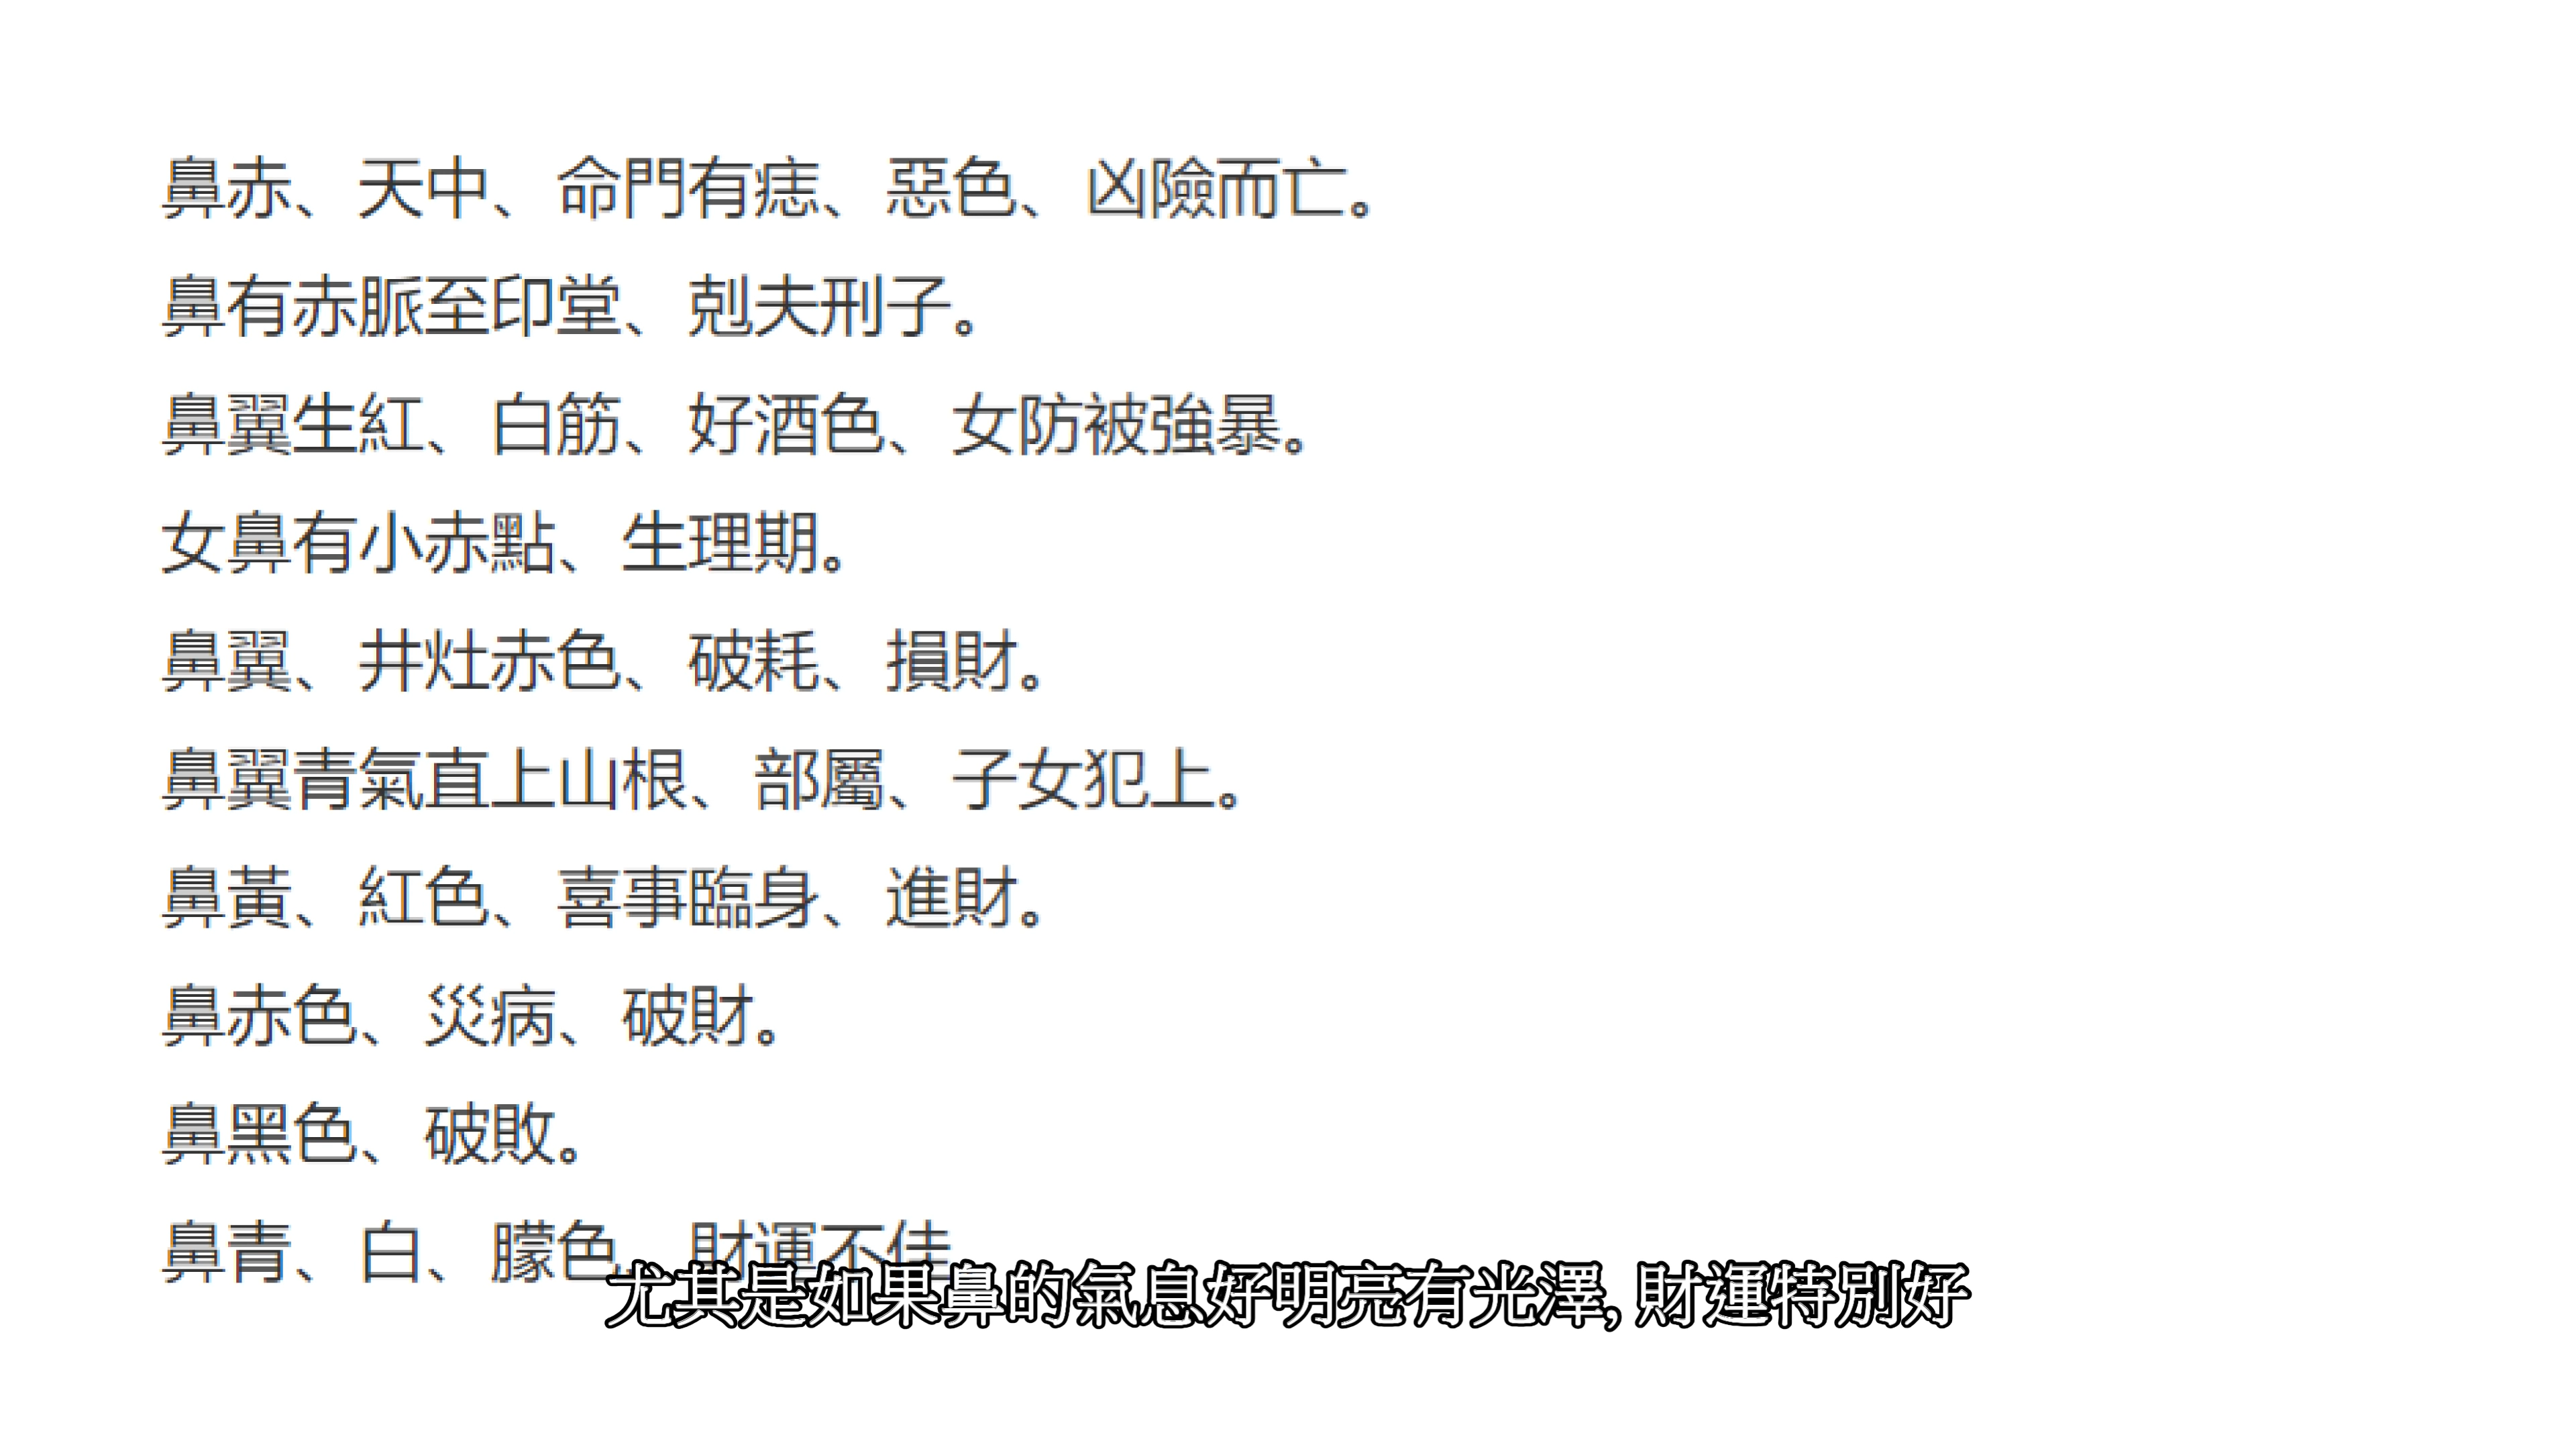 鼻赤、天中、命門有痣、惡色、凶險而亡。
鼻有赤脈至印堂、剋夫刑子。
鼻翼生紅、白筋、好酒色、女防被強暴。
女鼻有小赤點、生理期。
鼻翼、井灶赤色、破耗、損財。
鼻翼青氣直上山根、部屬、子女犯上。
鼻黃、紅色、喜事臨身、進財。
鼻赤色、災病、破財。
鼻黑色、破敗。
鼻青、白、朦色、財運不佳
尤其是如果鼻的氣息好明亮有光澤,財運特別好